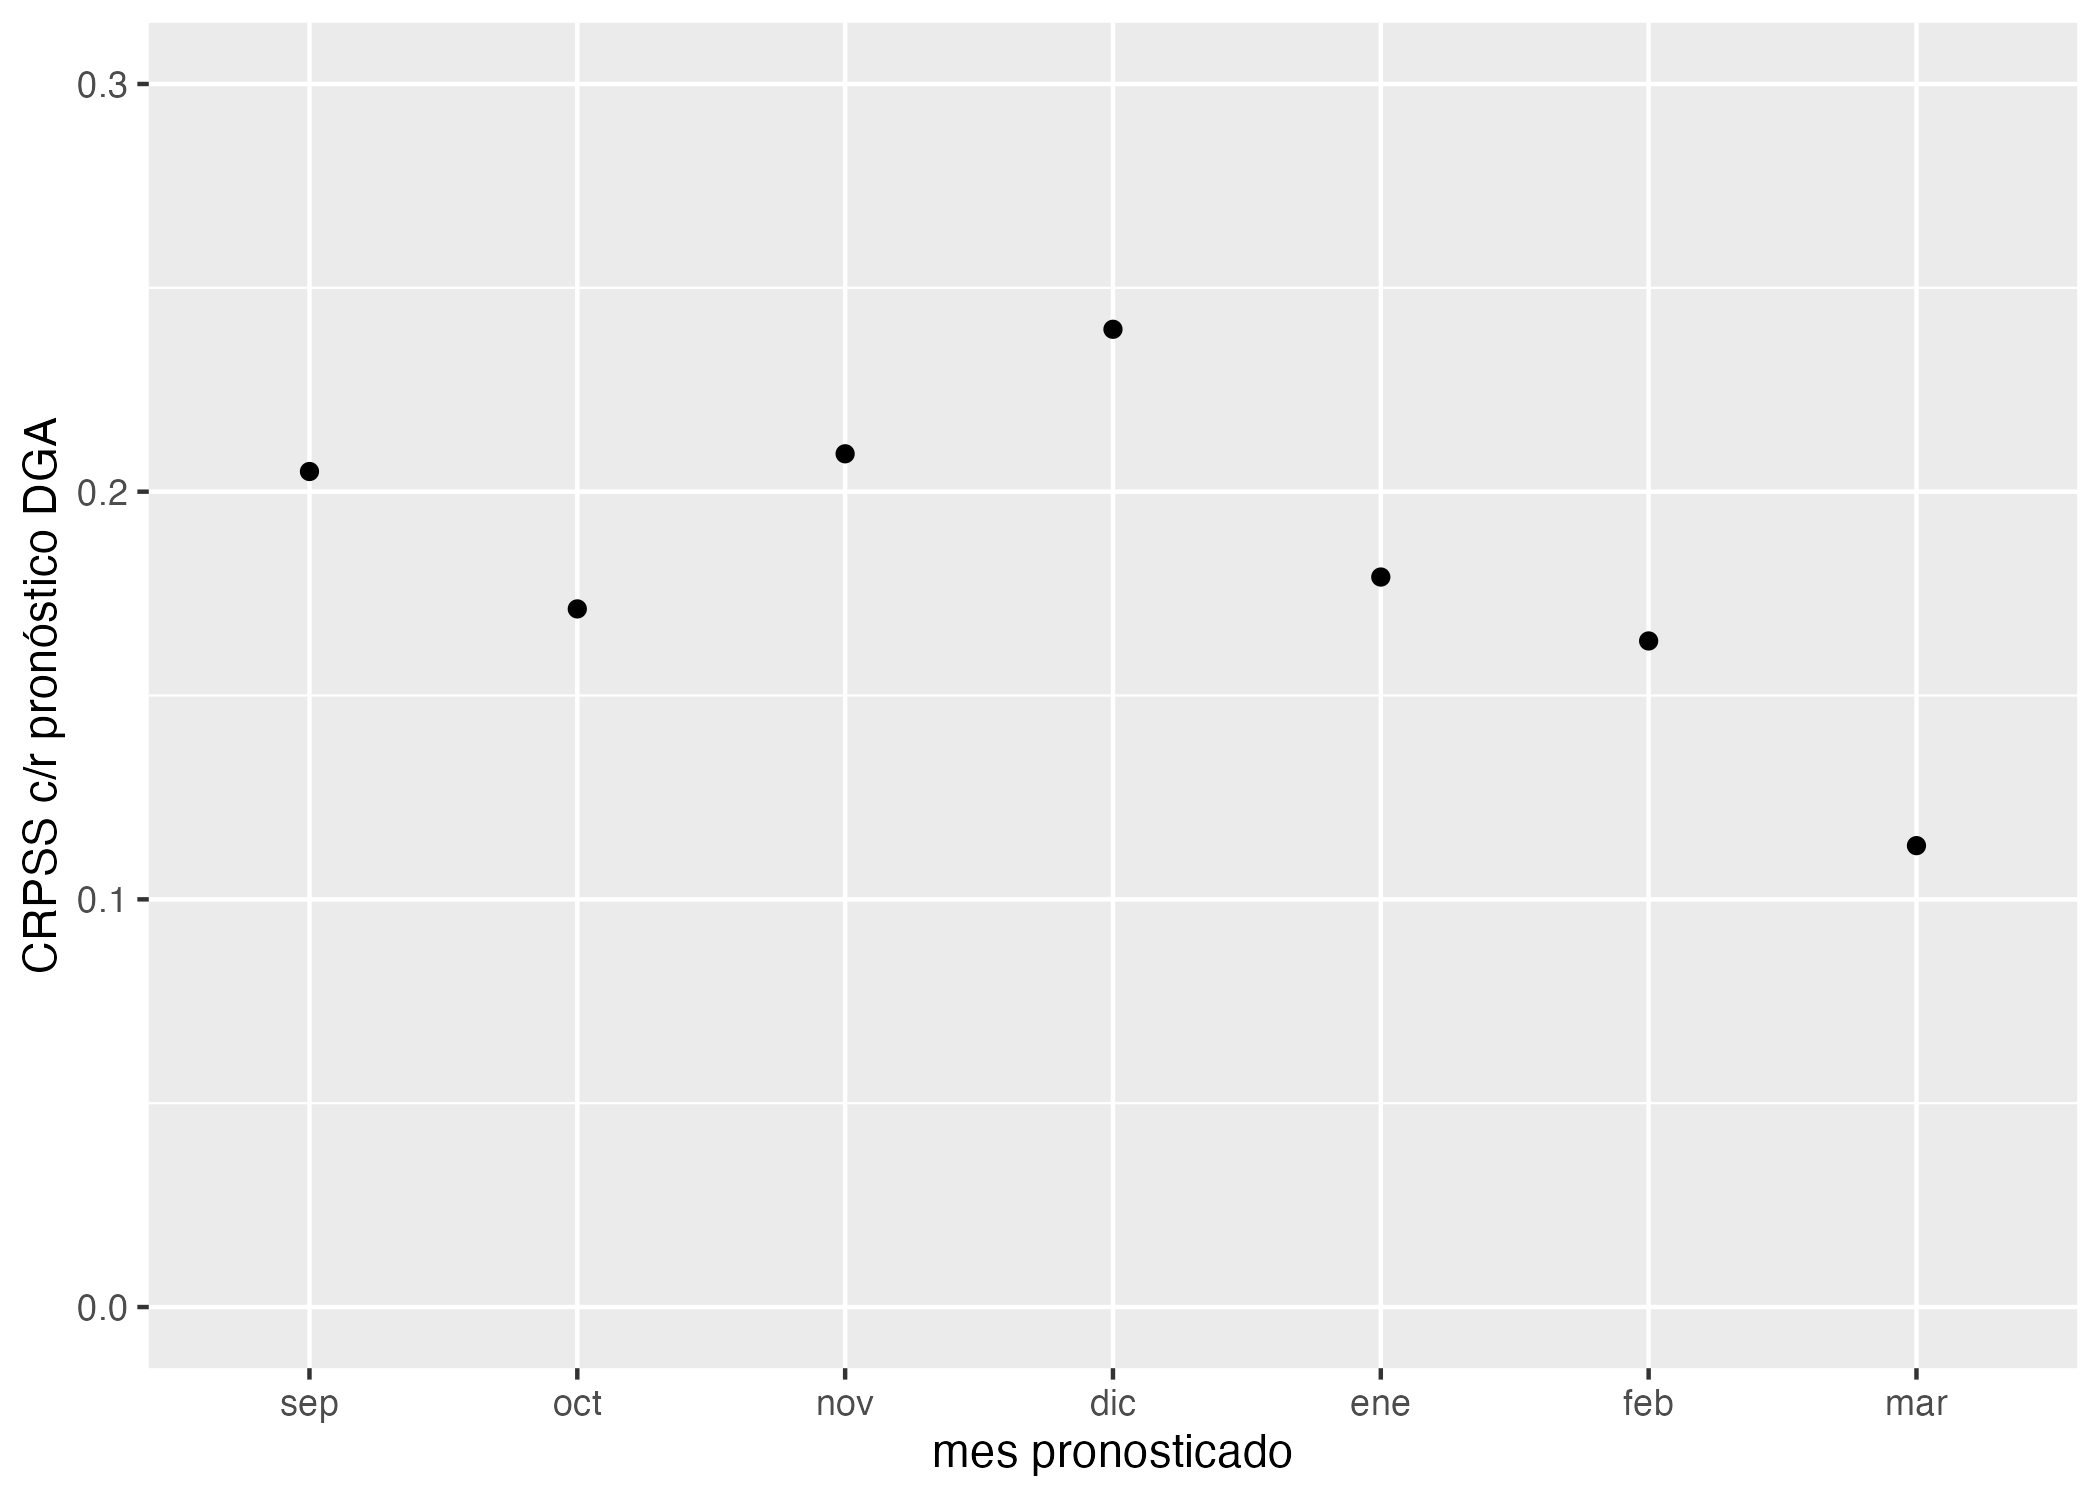 CRPSS c/r pronóstico DGA
0.3
0.2
0.1
0.0
sep oct nov dic ene feb mar
mes pronosticado